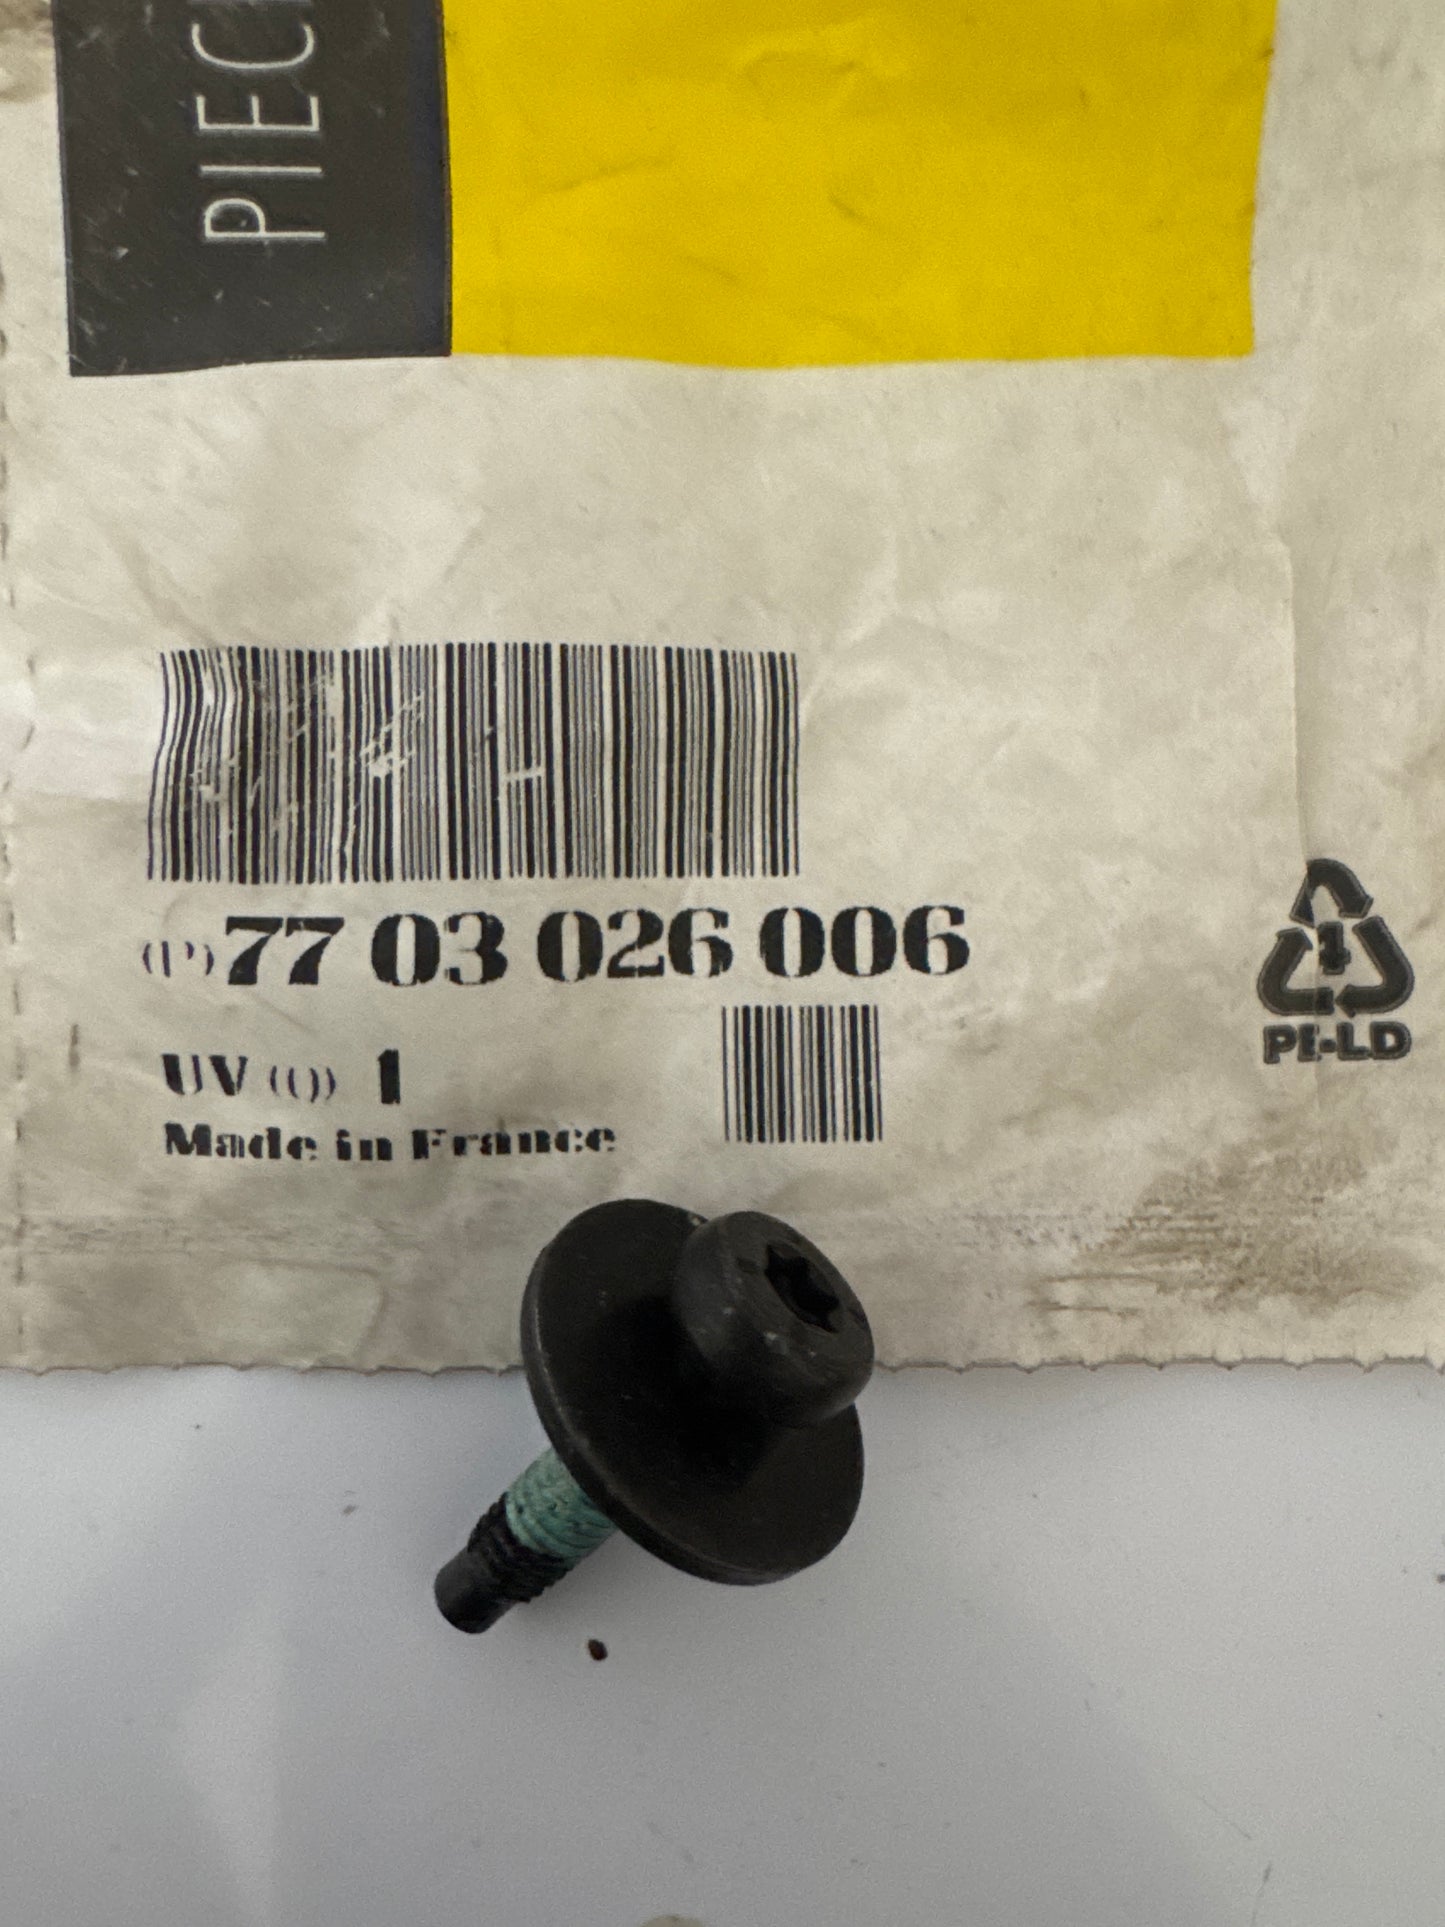 PIEC
(P) 77 03 026 006
UV (Q) 1
Made in France
PE-LD